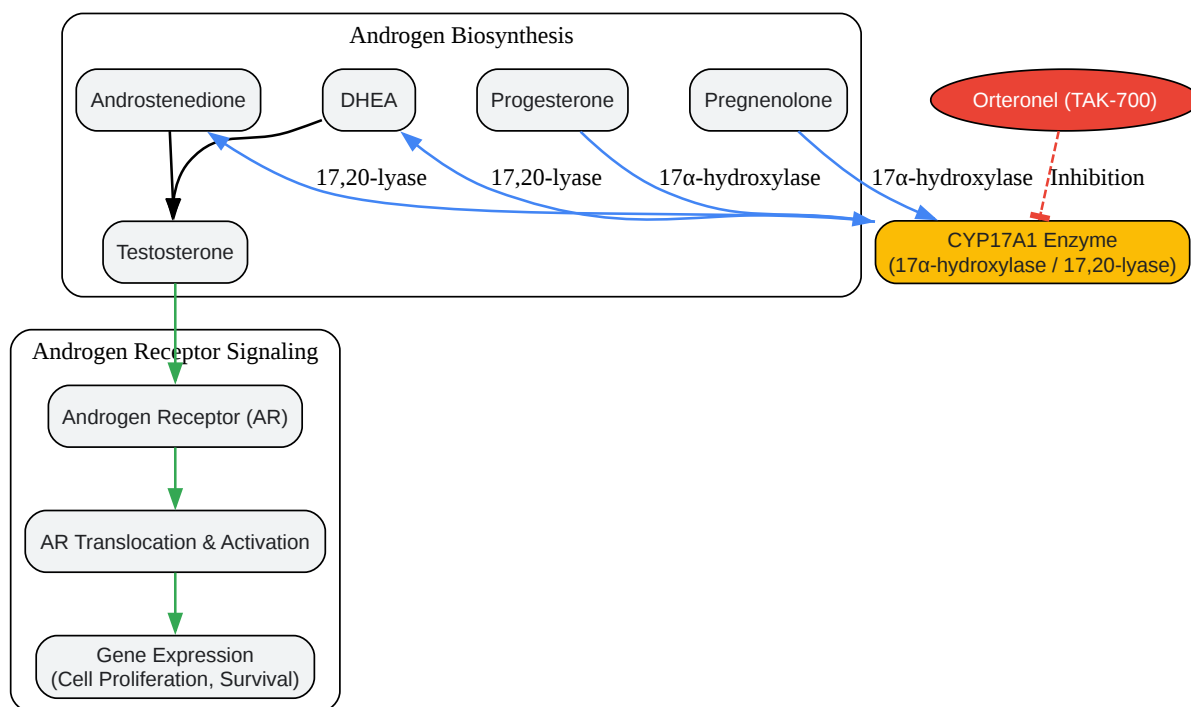 Androgen Biosynthesis
Androstenedione
DHEA
Progesterone
Pregnenolone
Orteronel (TAK-700)
17,20-lyase
17,20-lyase
17α-hydroxylase
17α-hydroxylase
Inhibition
Testosterone
CYP17A1 Enzyme
(17α-hydroxylase / 17,20-lyase)
Androgen Receptor Signaling
Androgen Receptor (AR)
AR Translocation & Activation
Gene Expression
(Cell Proliferation, Survival)